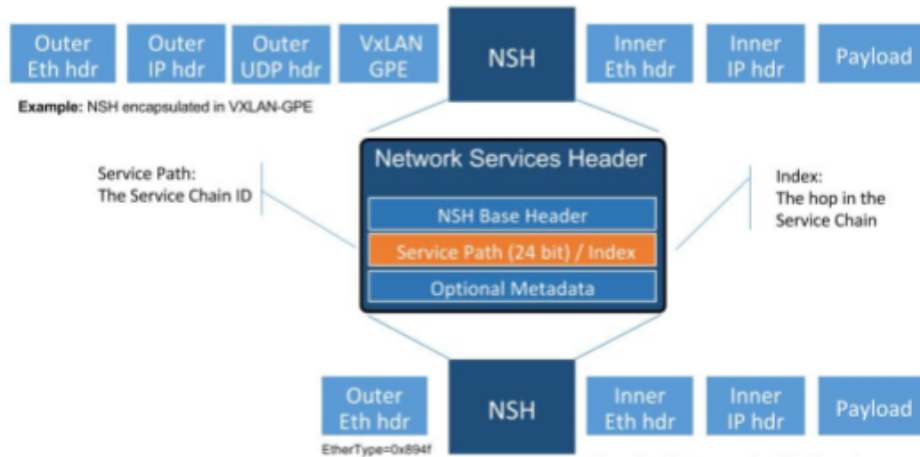 Outer
Eth hdr
Outer
IP hdr
Outer
UDP hdr
VxLAN
GPE
NSH
Inner
Eth hdr
Inner
IP hdr
Payload
Example: NSH encapsulated in VXLAN-GPE
Network Services Header
Service Path:
The Service Chain ID
Index:
The hop in the
Service Chain
NSH Base Header
Service Path (24 bit) / Index
Optional Metadata
Outer
Eth hdr
NSH
Inner
Eth hdr
Inner
IP hdr
Payload
EtherType=0x894f